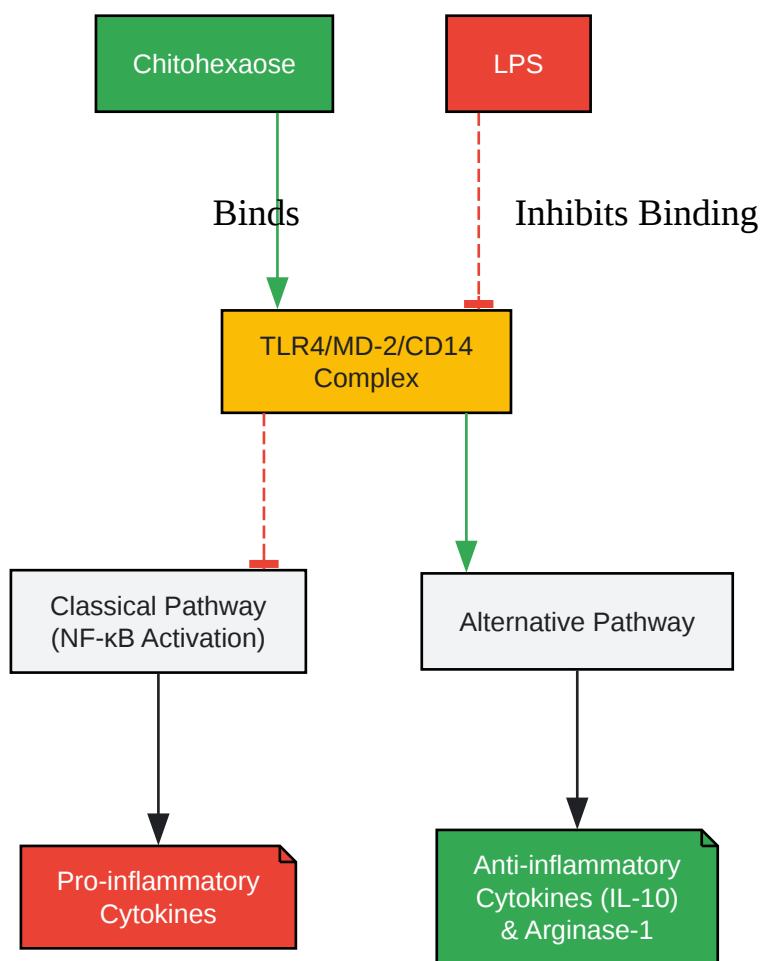 Chitohexaose
LPS
Binds
Inhibits Binding
TLR4/MD-2/CD14
Complex
Classical Pathway
(NF-κB Activation)
Alternative Pathway
Pro-inflammatory
Cytokines
Anti-inflammatory
Cytokines (IL-10)
& Arginase-1